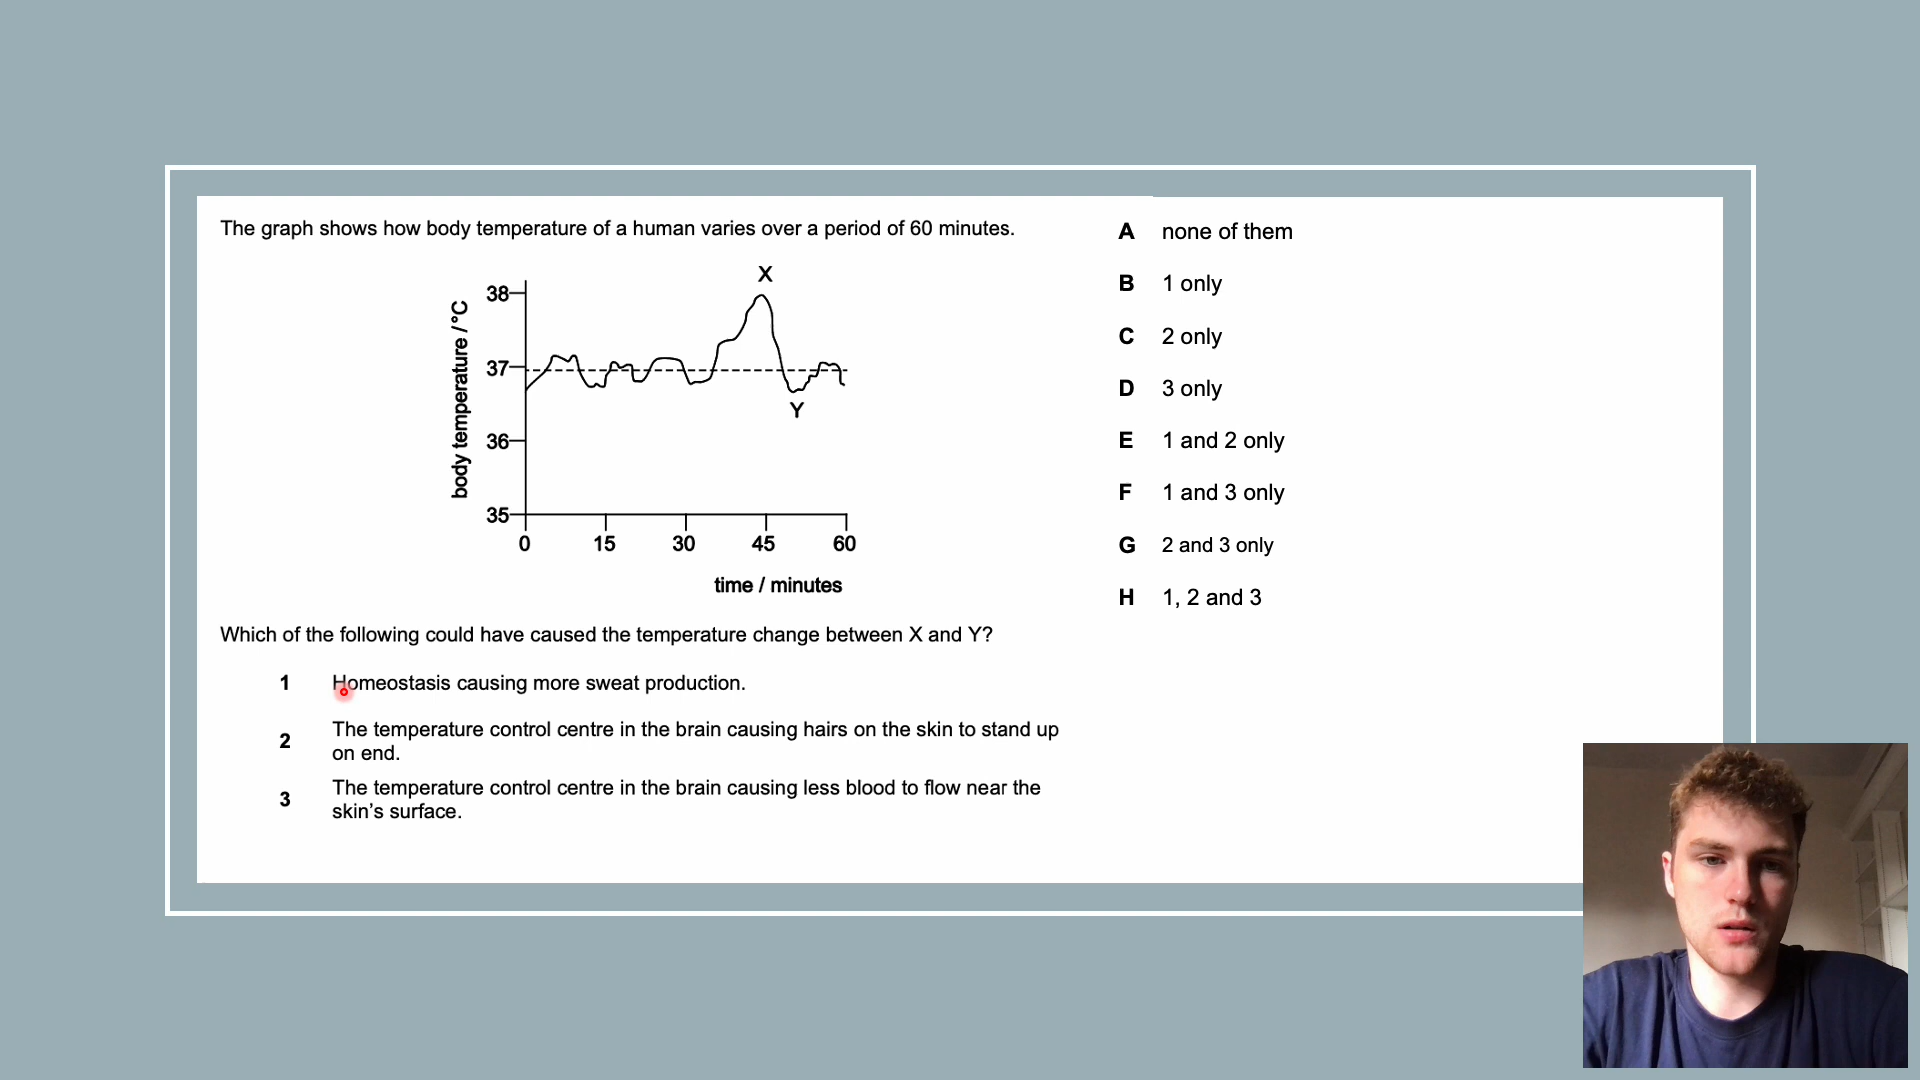 The graph shows how body temperature of a human varies over a period of 60 minutes.
X
38
37
36
35
body temperature / °C
Y
0 15 30 45 60
time / minutes
Which of the following could have caused the temperature change between X and Y?
1 Homeostasis causing more sweat production.
2 The temperature control centre in the brain causing hairs on the skin to stand up
on end.
3 The temperature control centre in the brain causing less blood to flow near the
skin’s surface.
A none of them
B 1 only
C 2 only
D 3 only
E 1 and 2 only
F 1 and 3 only
G 2 and 3 only
H 1, 2 and 3